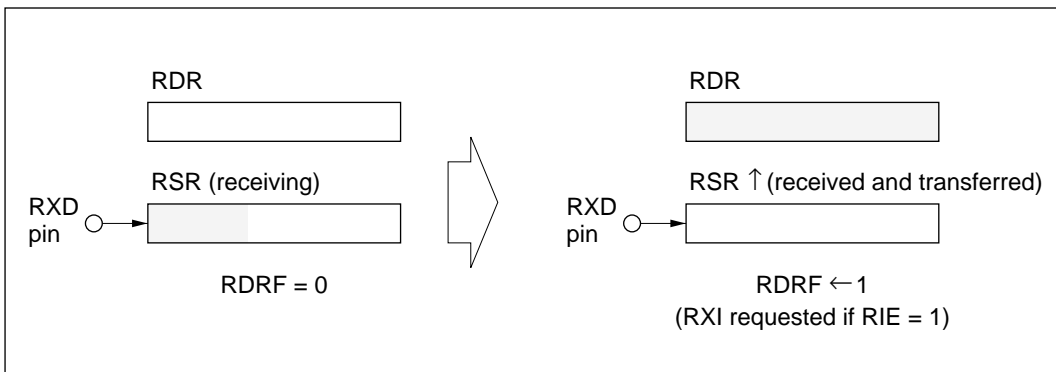 RDR
RSR (receiving)
RXD
pin
RDRF = 0
RDR
RSR ↑ (received and transferred)
RXD
pin
RDRF ← 1
(RXI requested if RIE = 1)